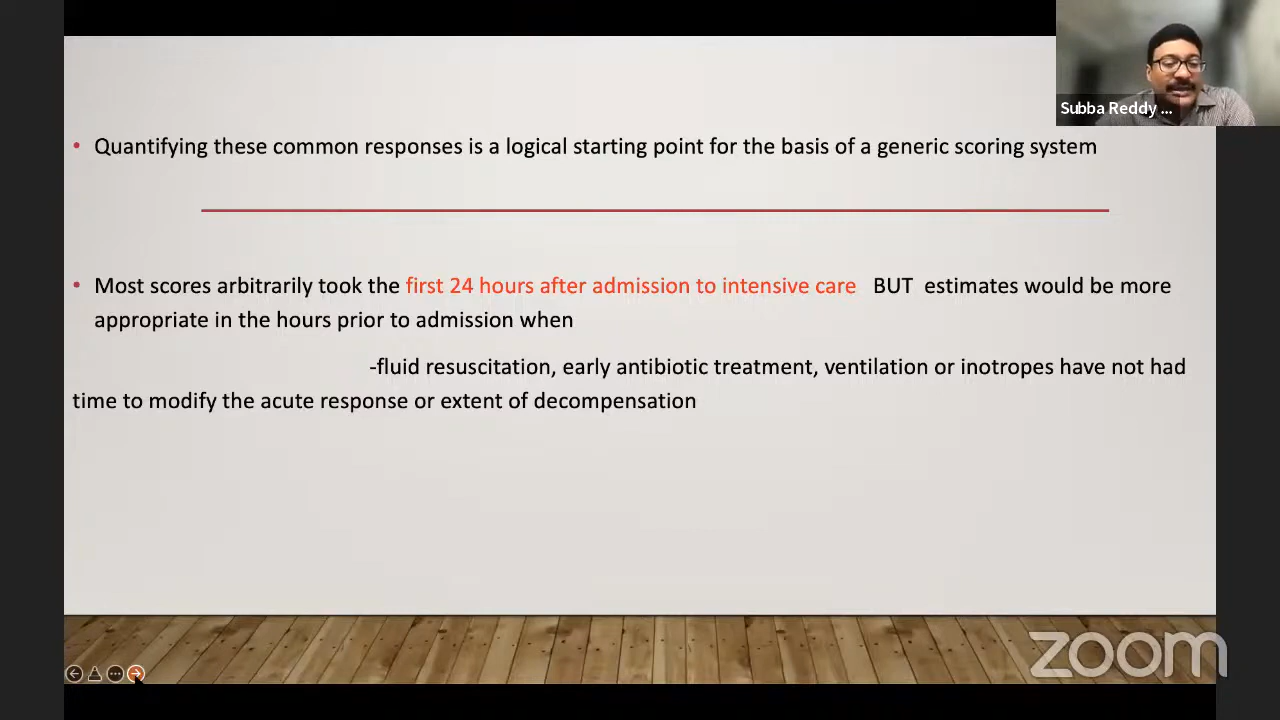 Subba Reddy ...
• Quantifying these common responses is a logical starting point for the basis of a generic scoring system
• Most scores arbitrarily took the first 24 hours after admission to intensive care BUT estimates would be more
appropriate in the hours prior to admission when
-fluid resuscitation, early antibiotic treatment, ventilation or inotropes have not had
time to modify the acute response or extent of decompensation
zoom